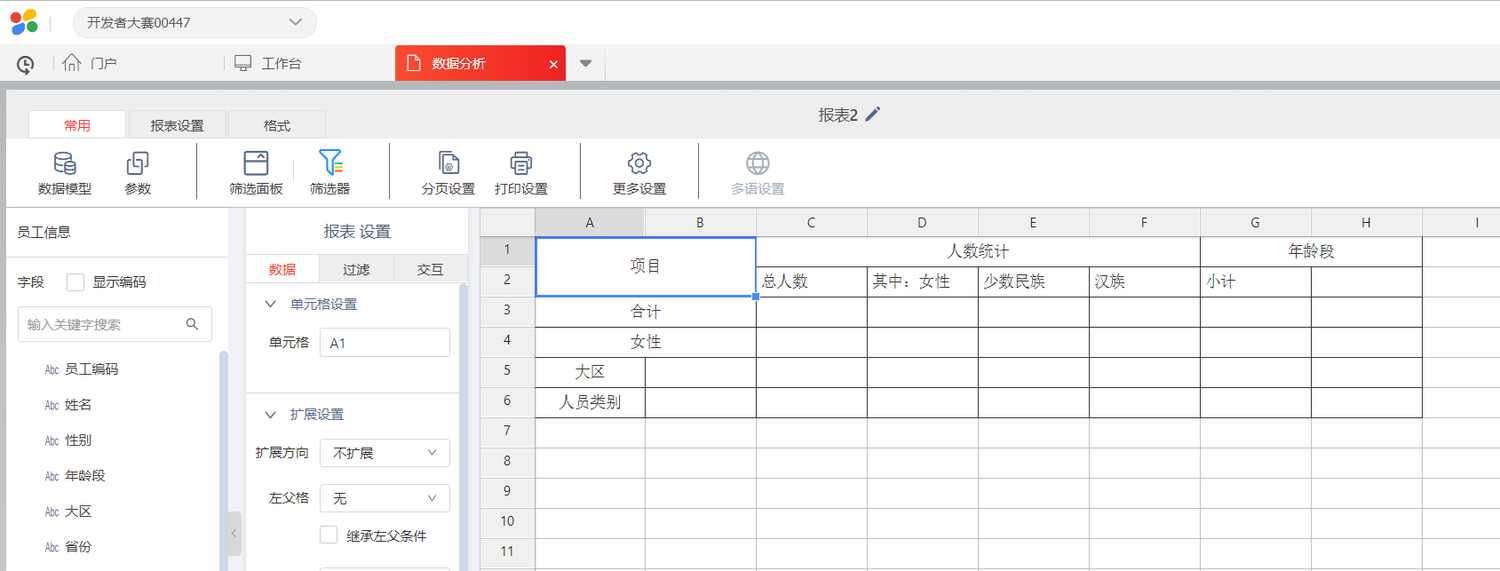 开发者大赛00447
门户 工作台 数据分析 ×
报表2
常用 报表设置 格式
数据模型 参数 筛选面板 筛选器 分页设置 打印设置 更多设置 多语设置
员工信息
字段 显示编码
输入关键字搜索
Abc 员工编码
Abc 姓名
Abc 性别
Abc 年龄段
Abc 大区
Abc 省份
报表 设置
数据 过滤 交互
单元格设置
单元格 A1
扩展设置
扩展方向 不扩展
左父格 无
继承左父条件
A B C D E F G H I
1 项目 人数统计 年龄段
2 总人数 其中：女性 少数民族 汉族 小计
3 合计
4 女性
5 大区
6 人员类别
7
8
9
10
11